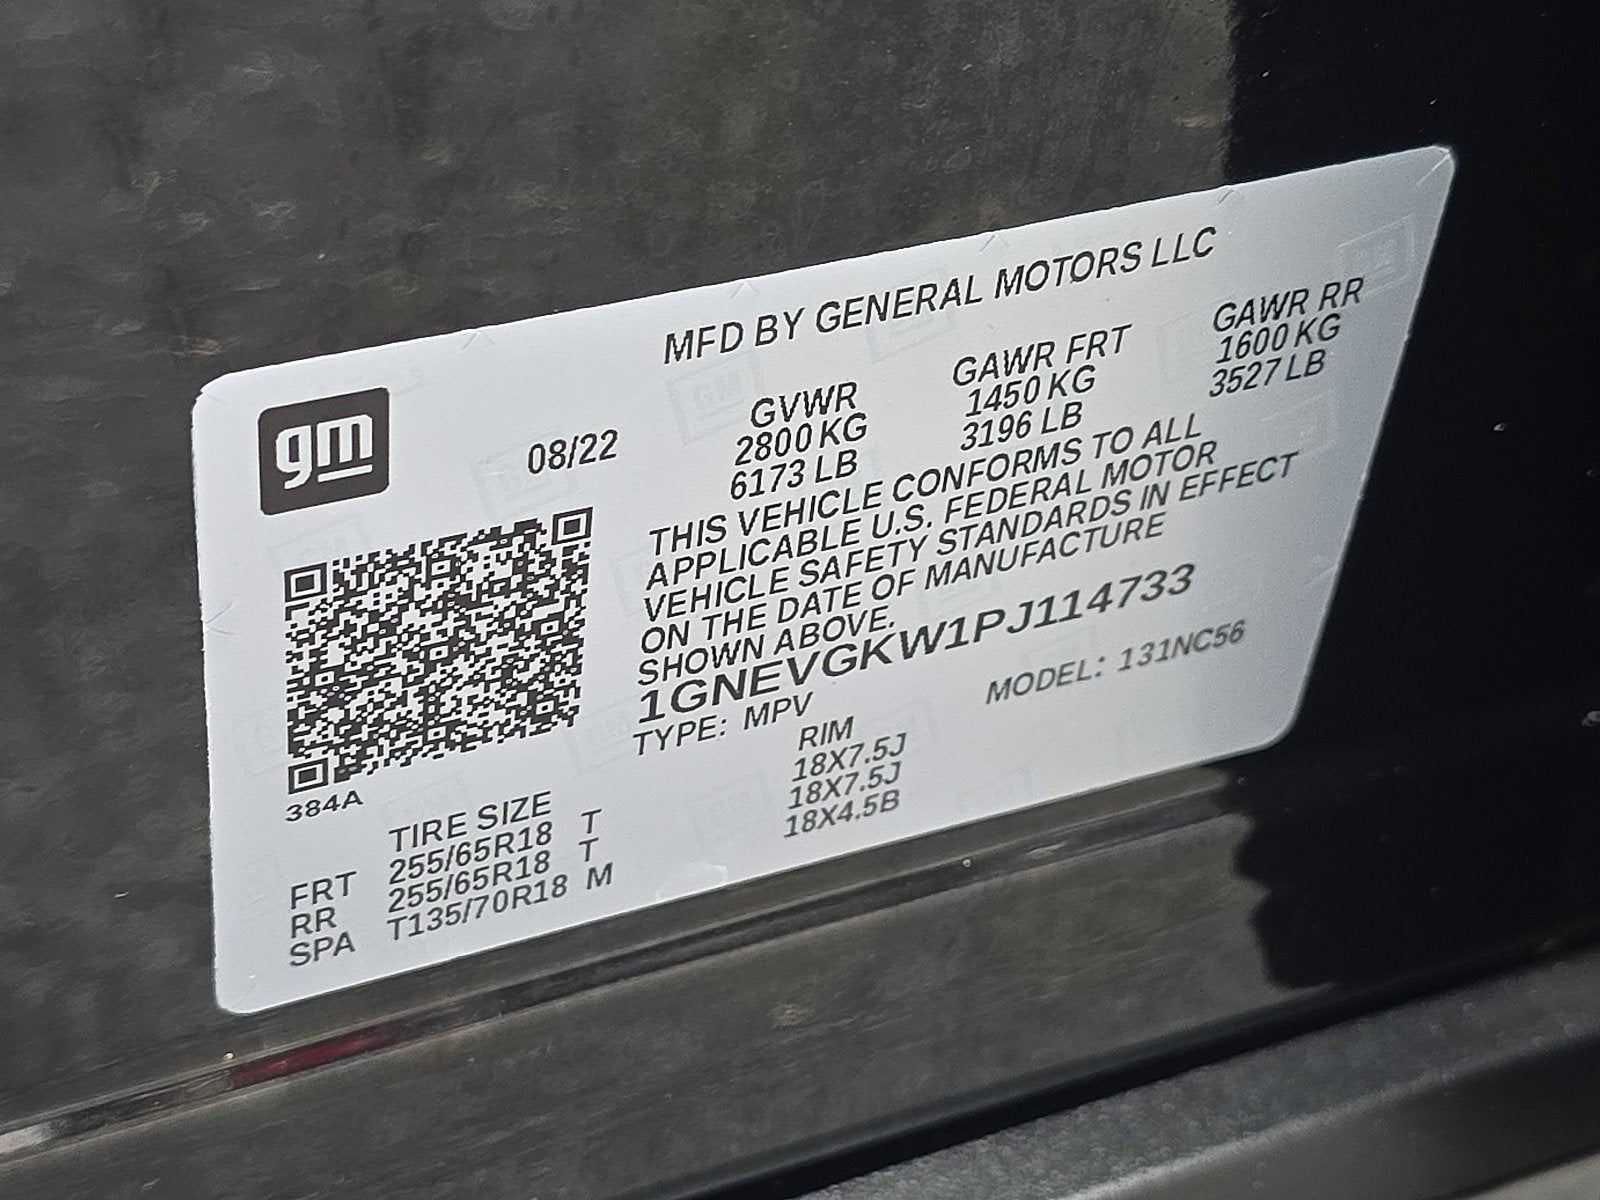 MFD BY GENERAL MOTORS LLC
gm
08/22
GVWR GAWR FRT GAWR RR
2800 KG 1450 KG 1600 KG
6173 LB 3196 LB 3527 LB
THIS VEHICLE CONFORMS TO ALL
APPLICABLE U.S. FEDERAL MOTOR
VEHICLE SAFETY STANDARDS IN EFFECT
ON THE DATE OF MANUFACTURE
SHOWN ABOVE.
1GNEVGKW1PJ114733
TYPE: MPV MODEL: 131NC56
384A
TIRE SIZE RIM
FRT 255/65R18 T 18X7.5J
RR 255/65R18 T 18X7.5J
SPA T135/70R18 M 18X4.5B